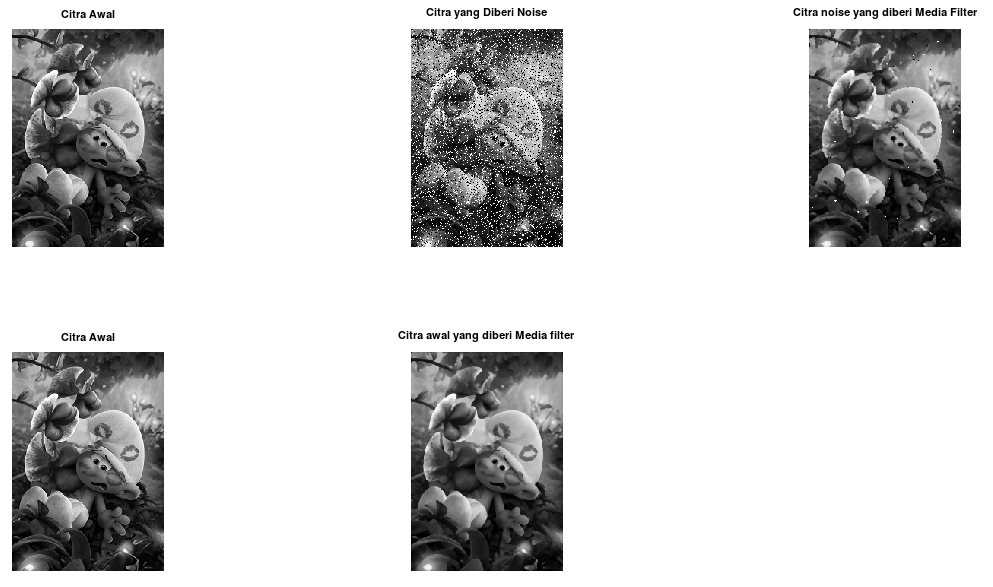 Citra Awal
Citra yang Diberi Noise
Citra noise yang diberi Media Filter
Citra Awal
Citra awal yang diberi Media filter